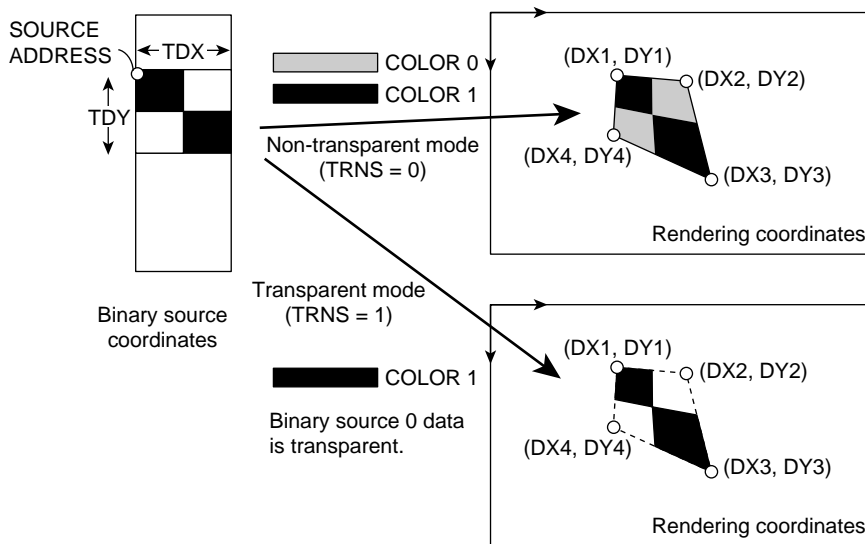 SOURCE
ADDRESS
TDX
TDY
Binary source
coordinates
COLOR 0
COLOR 1
Non-transparent mode
(TRNS = 0)
(DX1, DY1)
(DX2, DY2)
(DX4, DY4)
(DX3, DY3)
Rendering coordinates
Transparent mode
(TRNS = 1)
COLOR 1
Binary source 0 data
is transparent.
(DX1, DY1)
(DX2, DY2)
(DX4, DY4)
(DX3, DY3)
Rendering coordinates